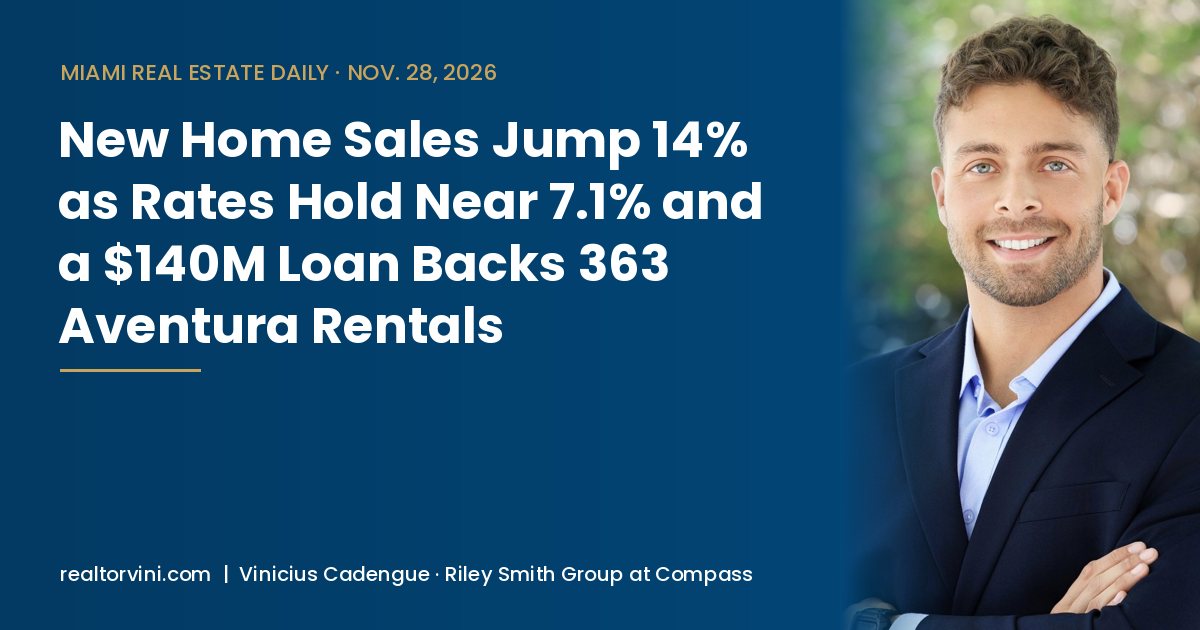 MIAMI REAL ESTATE DAILY · NOV. 28, 2026
New Home Sales Jump 14%
as Rates Hold Near 7.1% and
a $140M Loan Backs 363
Aventura Rentals
realtorvini.com | Vinicius Cadengue · Riley Smith Group at Compass